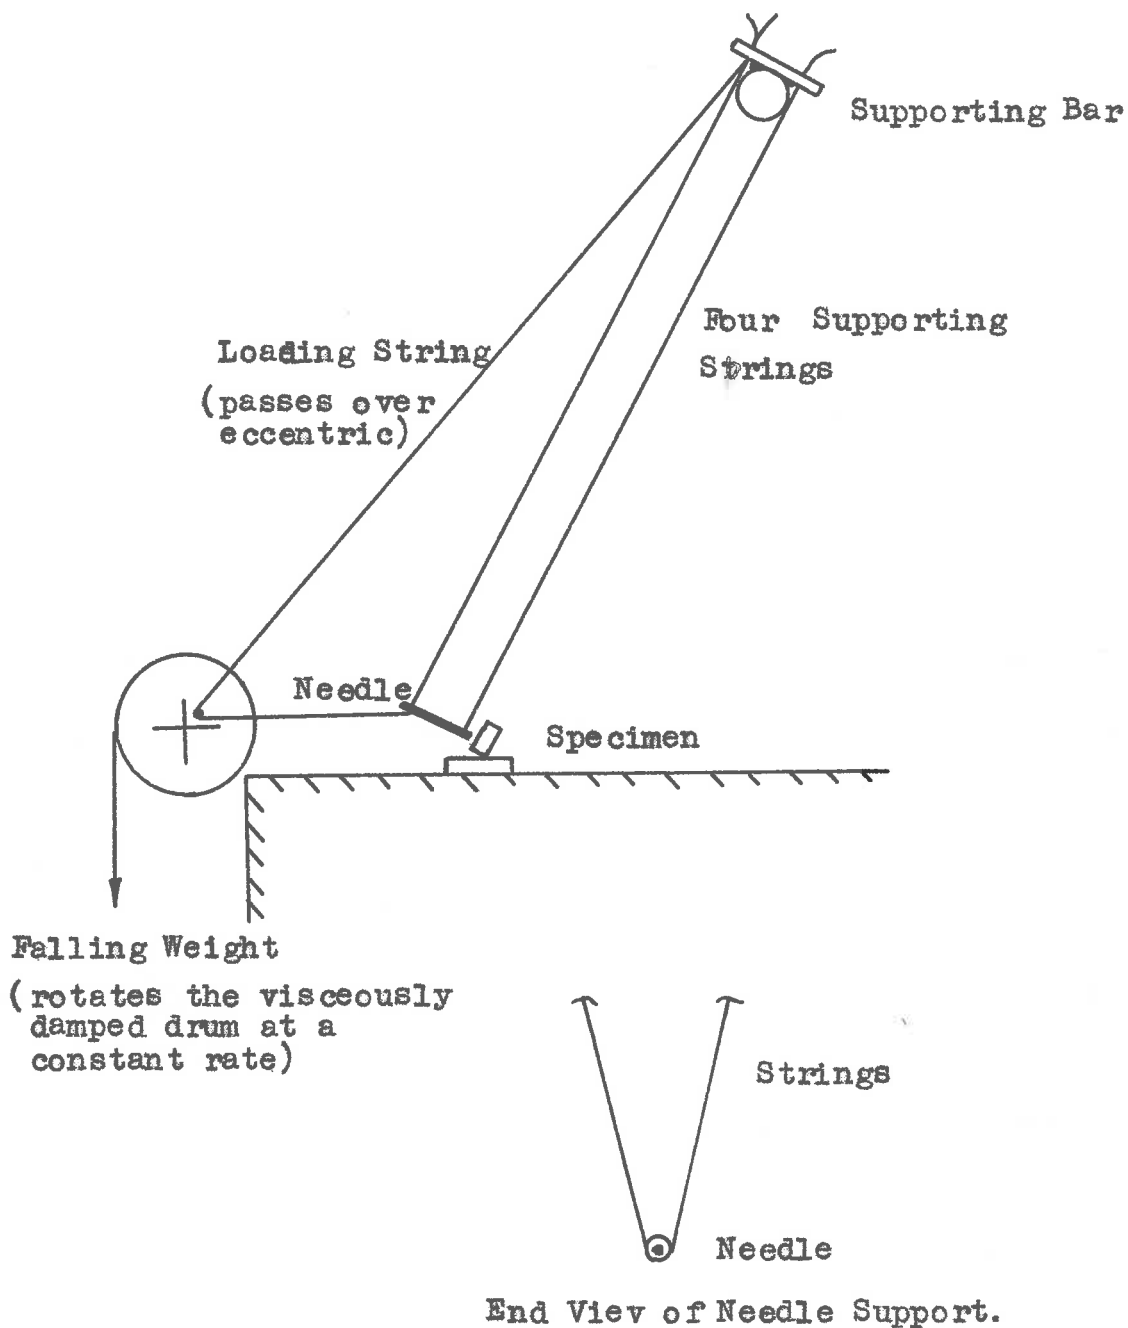 Supporting Bar
Four Supporting
Strings
Loading String
(passes over
eccentric)
Needle
Specimen
Falling Weight
(rotates the visceously
damped drum at a
constant rate)
Strings
Needle
End Viev of Needle Support.